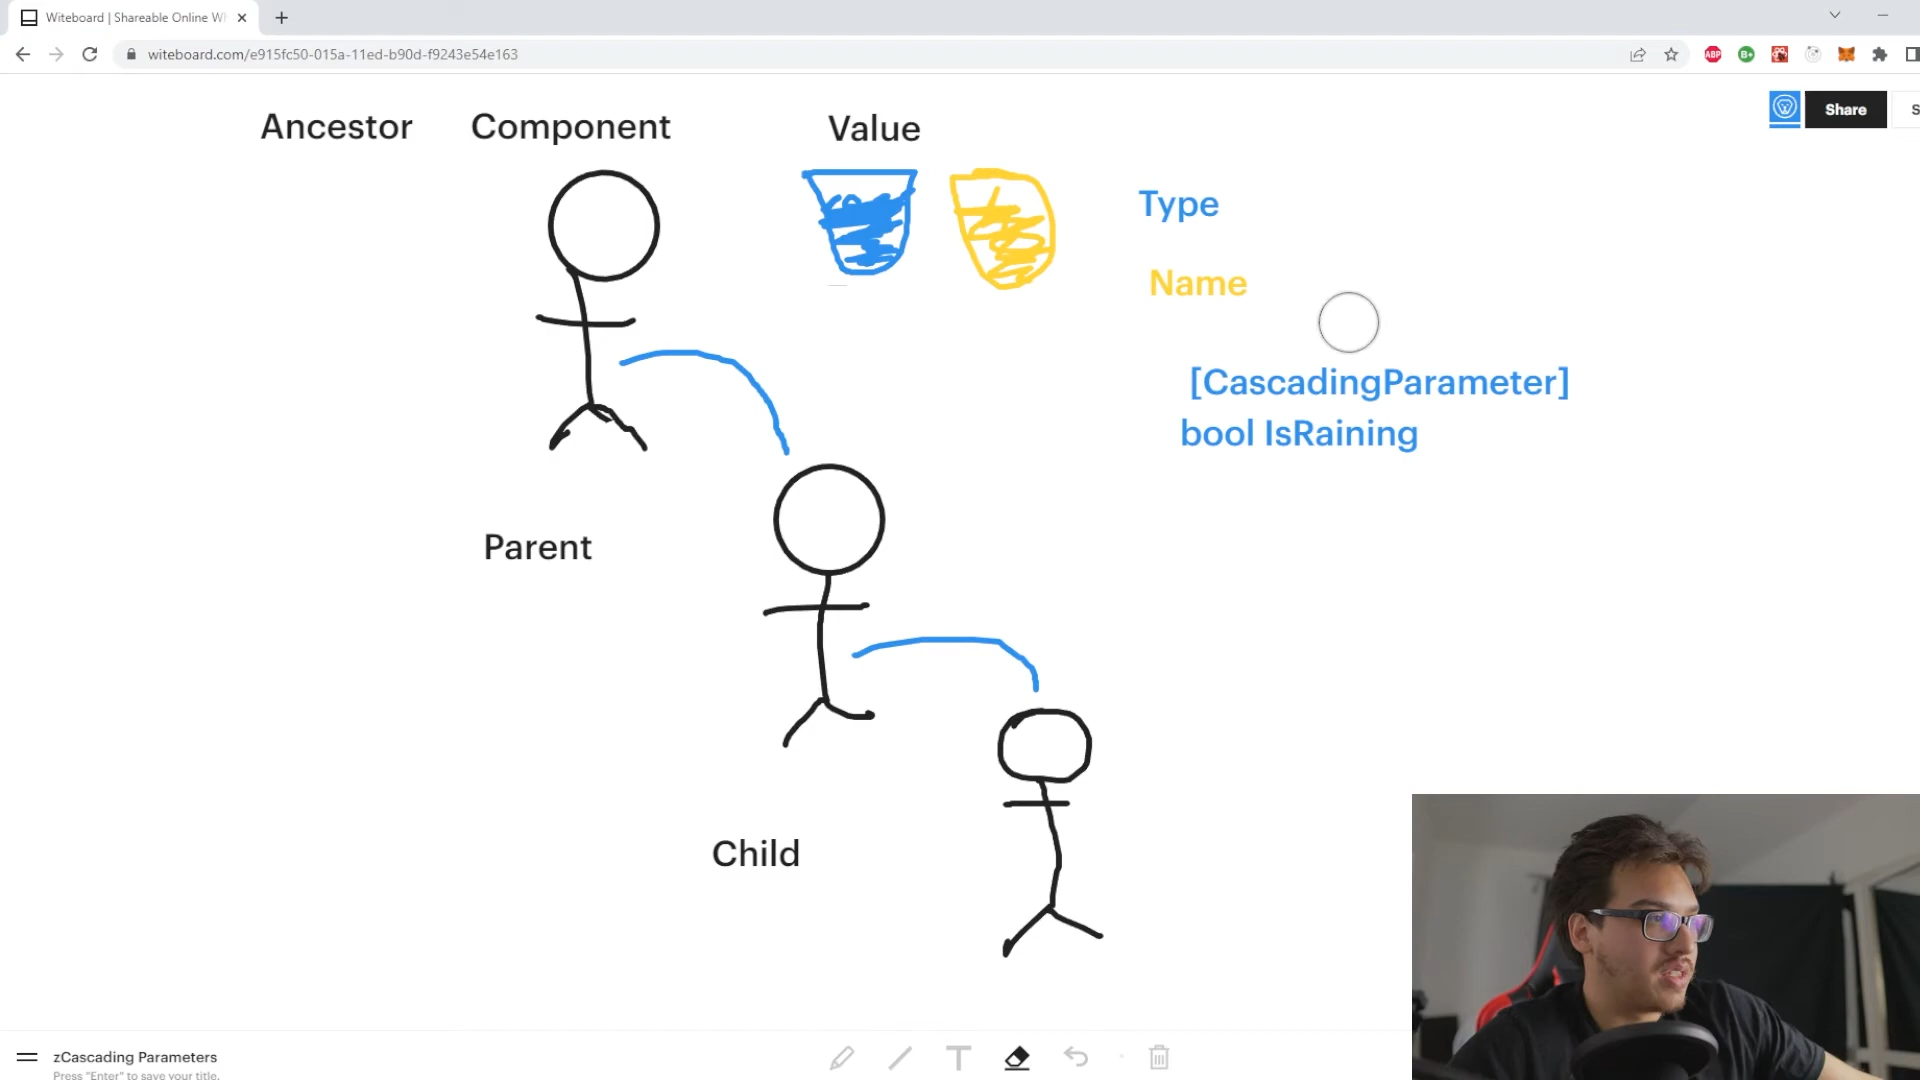 Witeboard | Shareable Online W
witeboard.com/e915fc50-015a-11ed-b90d-f9243e54e163
ABP
B+
Share
S
Ancestor Component Value
Type
Name
[CascadingParameter]
bool IsRaining
Parent
Child
zCascading Parameters
Press "Enter" to save your title.
T